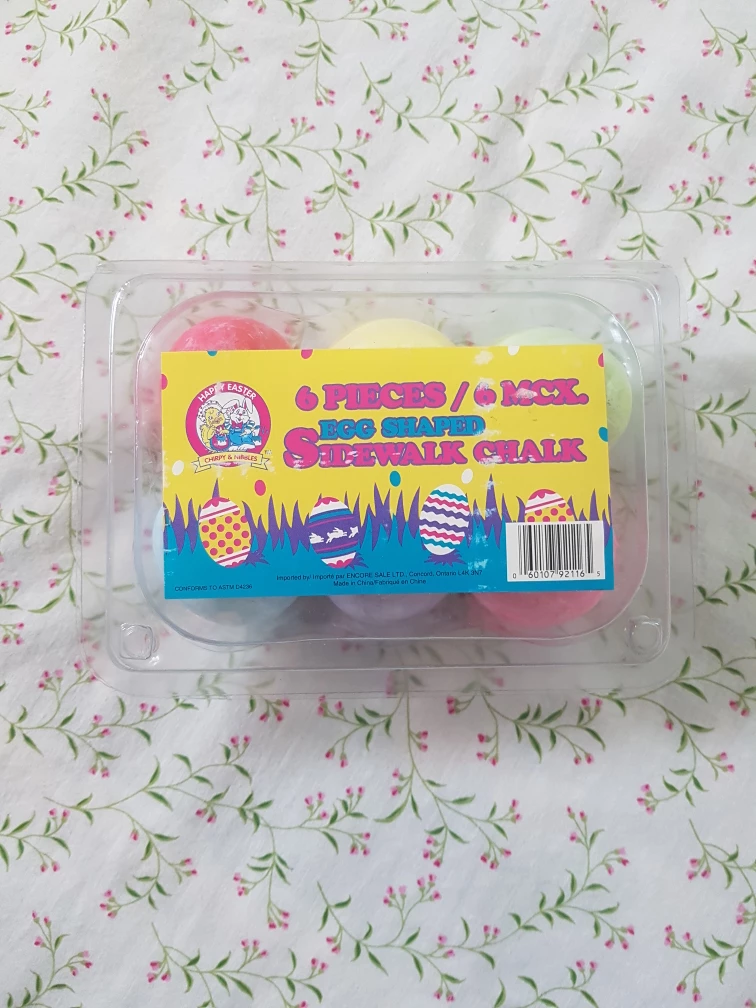 HAPPY EASTER
CHIRPY & NIBBLES
6 PIECES / 6 MCX.
EGG SHAPED
SIDEWALK CHALK
CONFORMS TO ASTM D4236
Imported by/ Importé par ENCORE SALE LTD., Concord, Ontario L4K 5N1
Made in China/Fabriqué en Chine
0 60107 92116 5